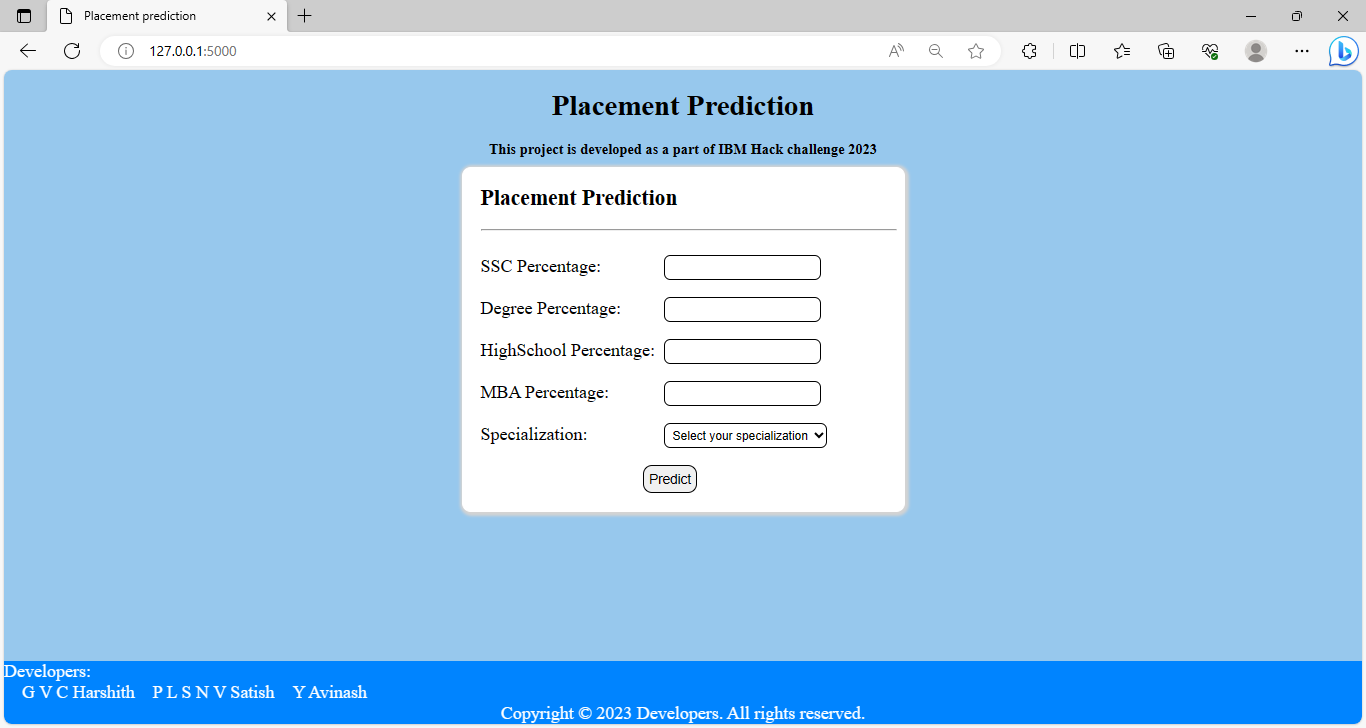 Placement prediction
127.0.0.1:5000
Placement Prediction
This project is developed as a part of IBM Hack challenge 2023
Placement Prediction
SSC Percentage:
Degree Percentage:
HighSchool Percentage:
MBA Percentage:
Specialization: Select your specialization
Predict
Developers:
G V C Harshith P L S N V Satish Y Avinash
Copyright © 2023 Developers. All rights reserved.